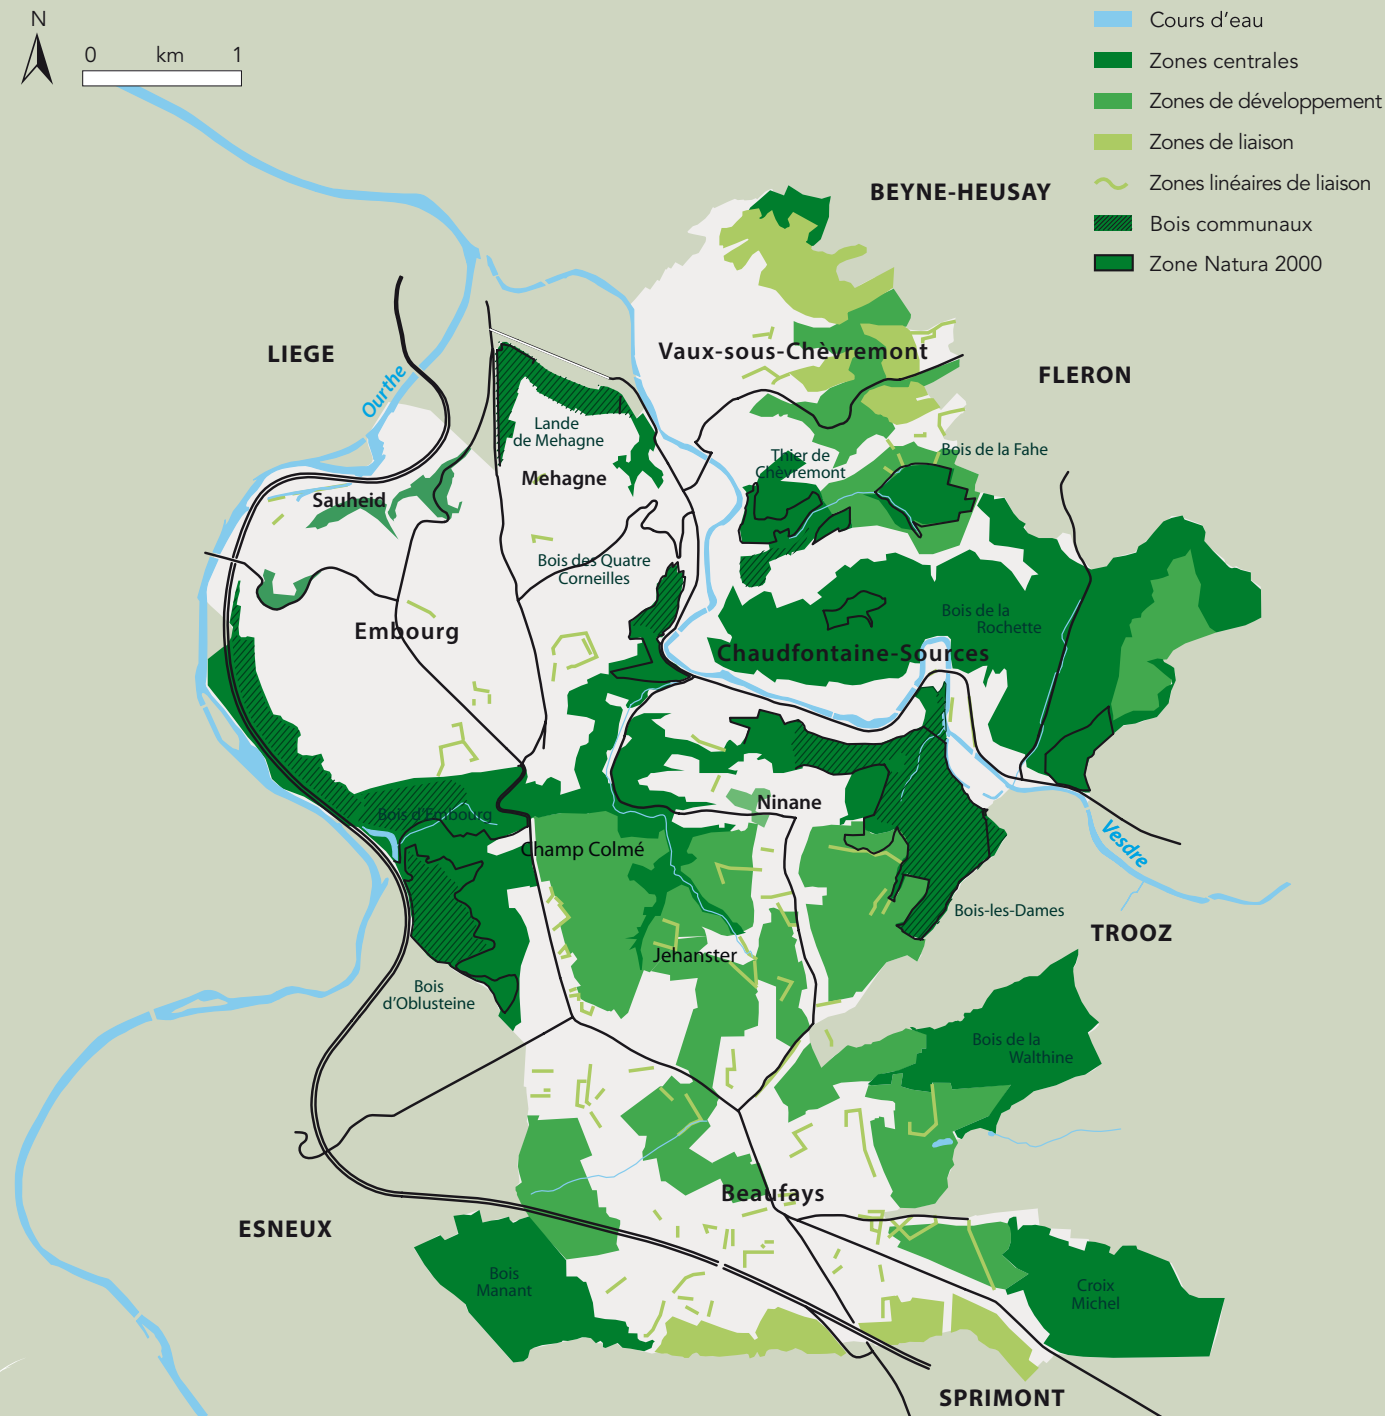 N
0 km 1
Cours d’eau
Zones centrales
Zones de développement
Zones de liaison
Zones linéaires de liaison
Bois communaux
Zone Natura 2000
BEYNE-HEUSAY
LIEGE
Vaux-sous-Chèvremont
FLERON
Ourthe
Lande
de Mehagne
Thier de
Chèvremont
Bois de la Fahe
Mehagne
Sauheid
Bois des Quatre
Corneilles
Bois de la
Rochette
Embourg
Chaudfontaine-Sources
Ninane
Bois d’Embourg
Vesdre
Champ Colmé
Bois-les-Dames
TROOZ
Jehanster
Bois
d’Oblusteine
Bois de la
Walthine
Beaufays
ESNEUX
Bois
Manant
Croix
Michel
SPRIMONT